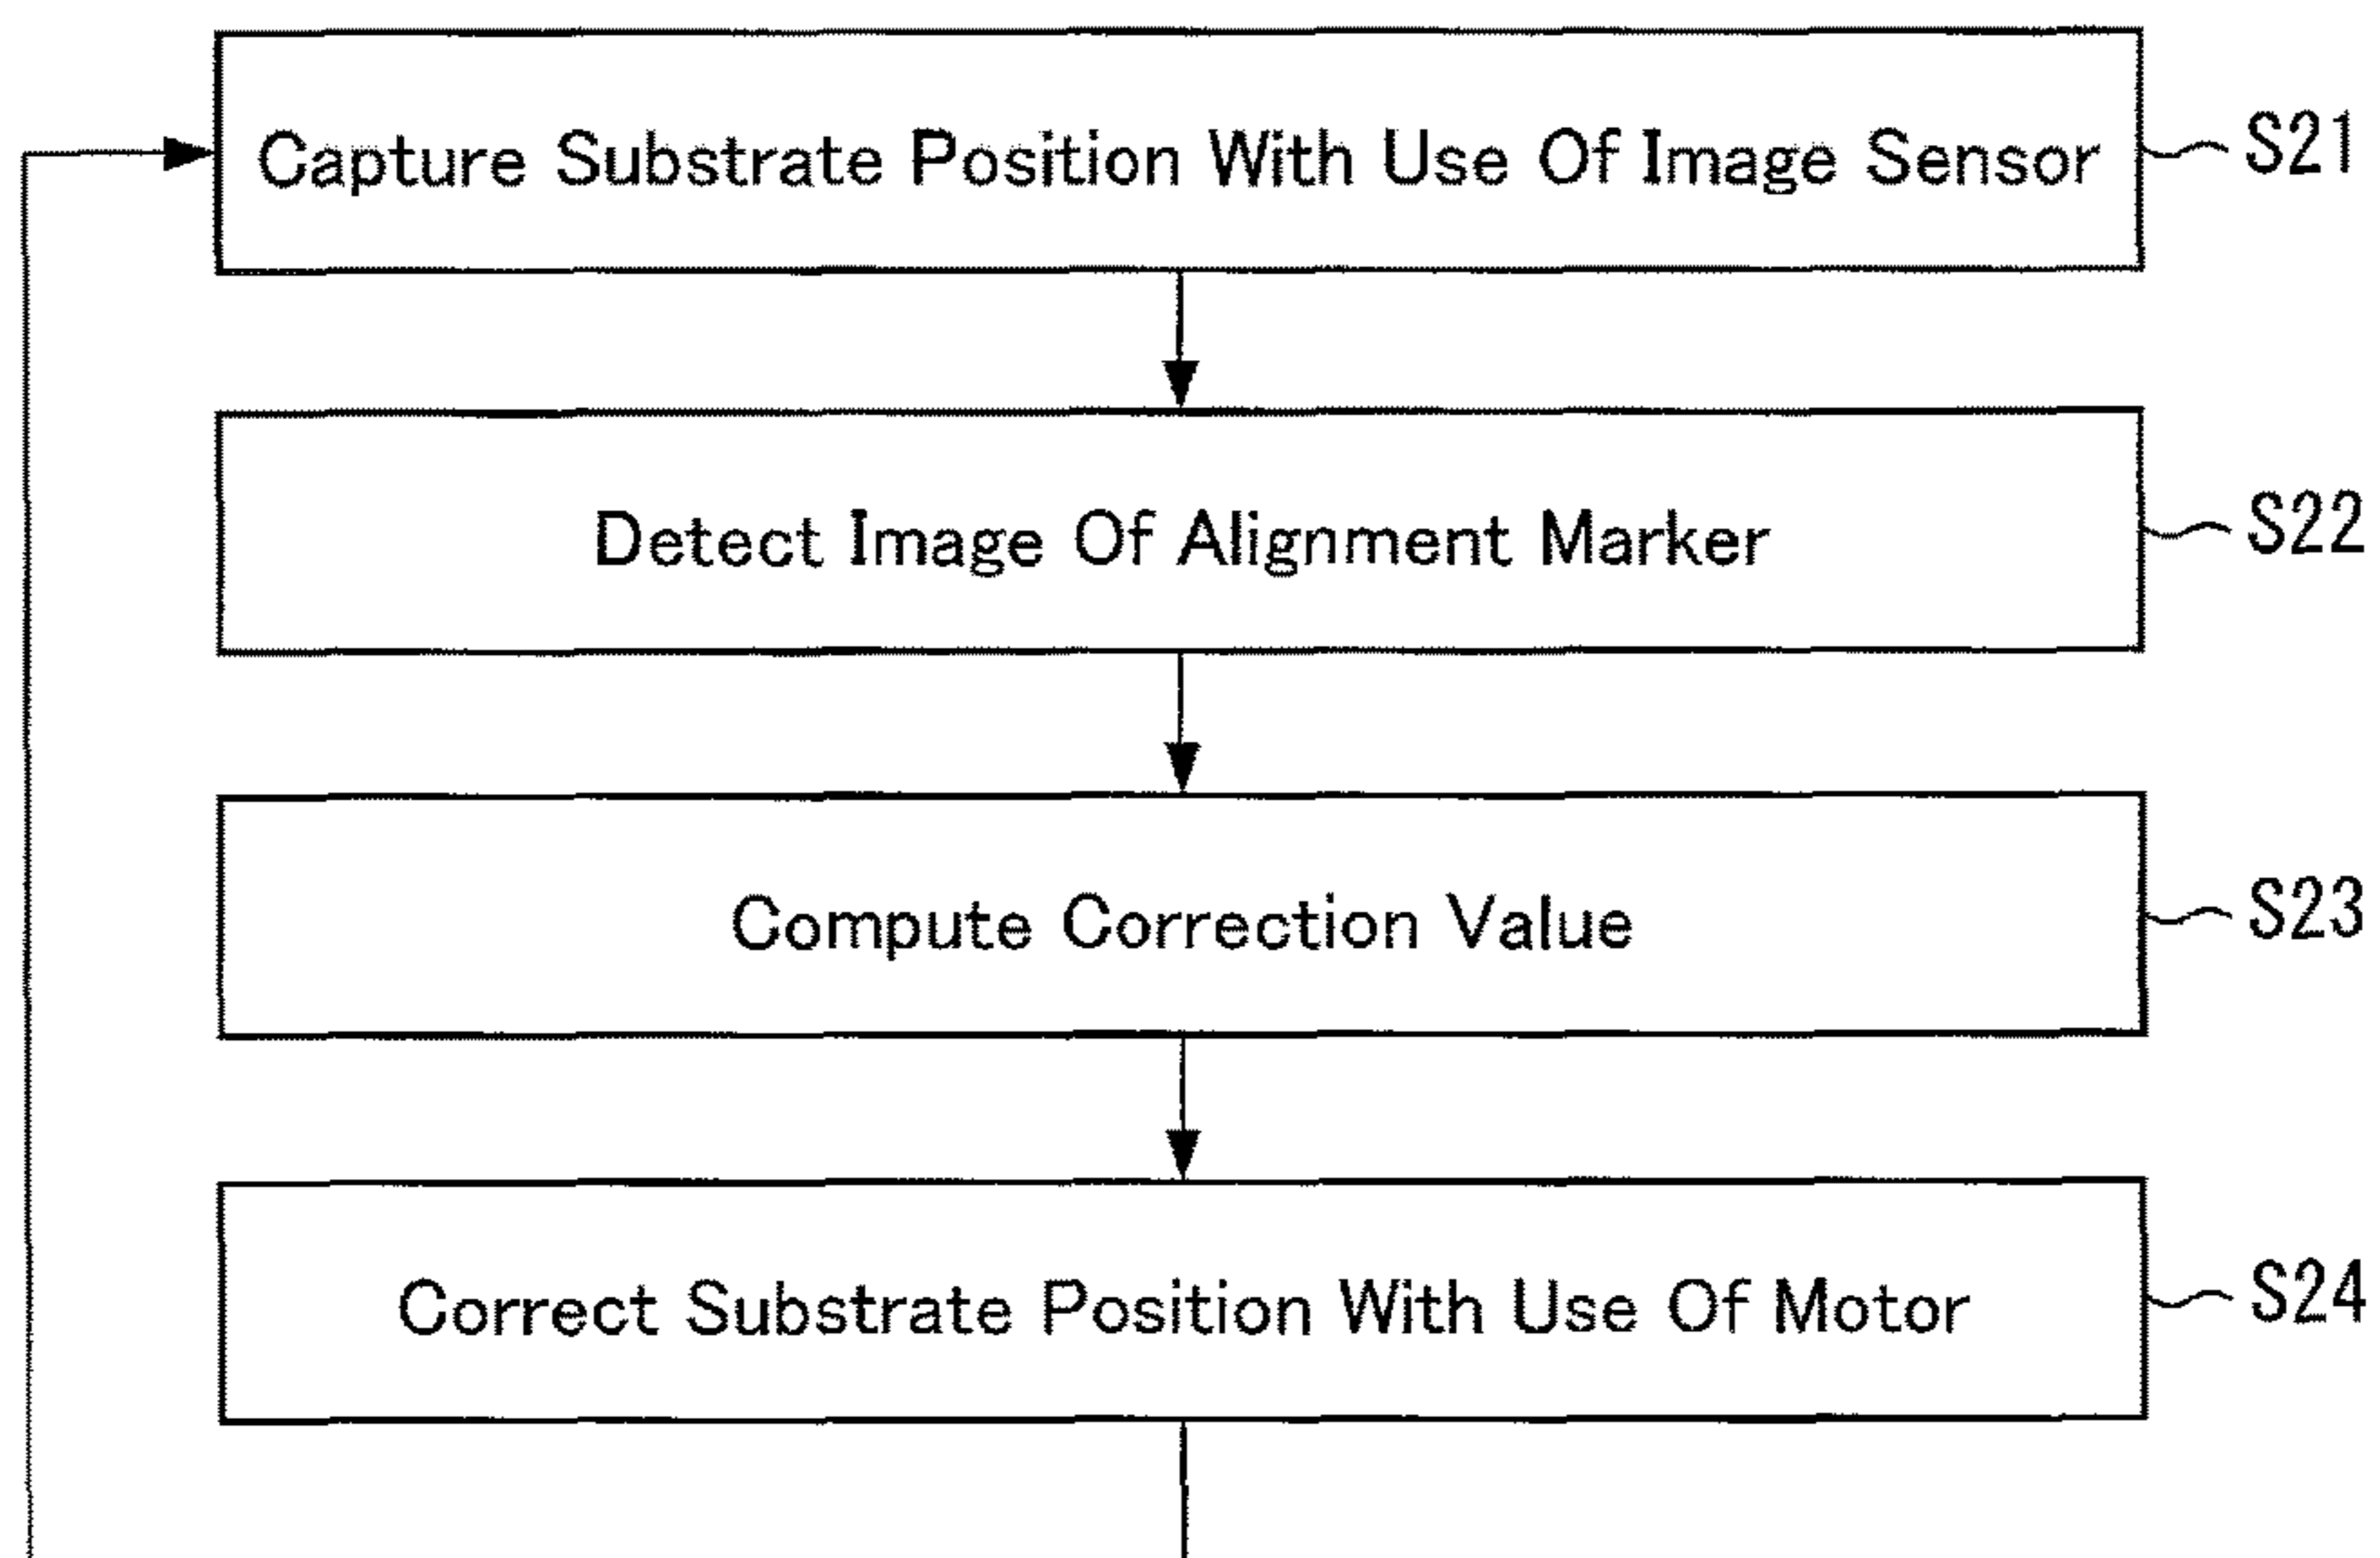 Capture Substrate Position With Use Of Image Sensor S21
Detect Image Of Alignment Marker S22
Compute Correction Value S23
Correct Substrate Position With Use Of Motor S24